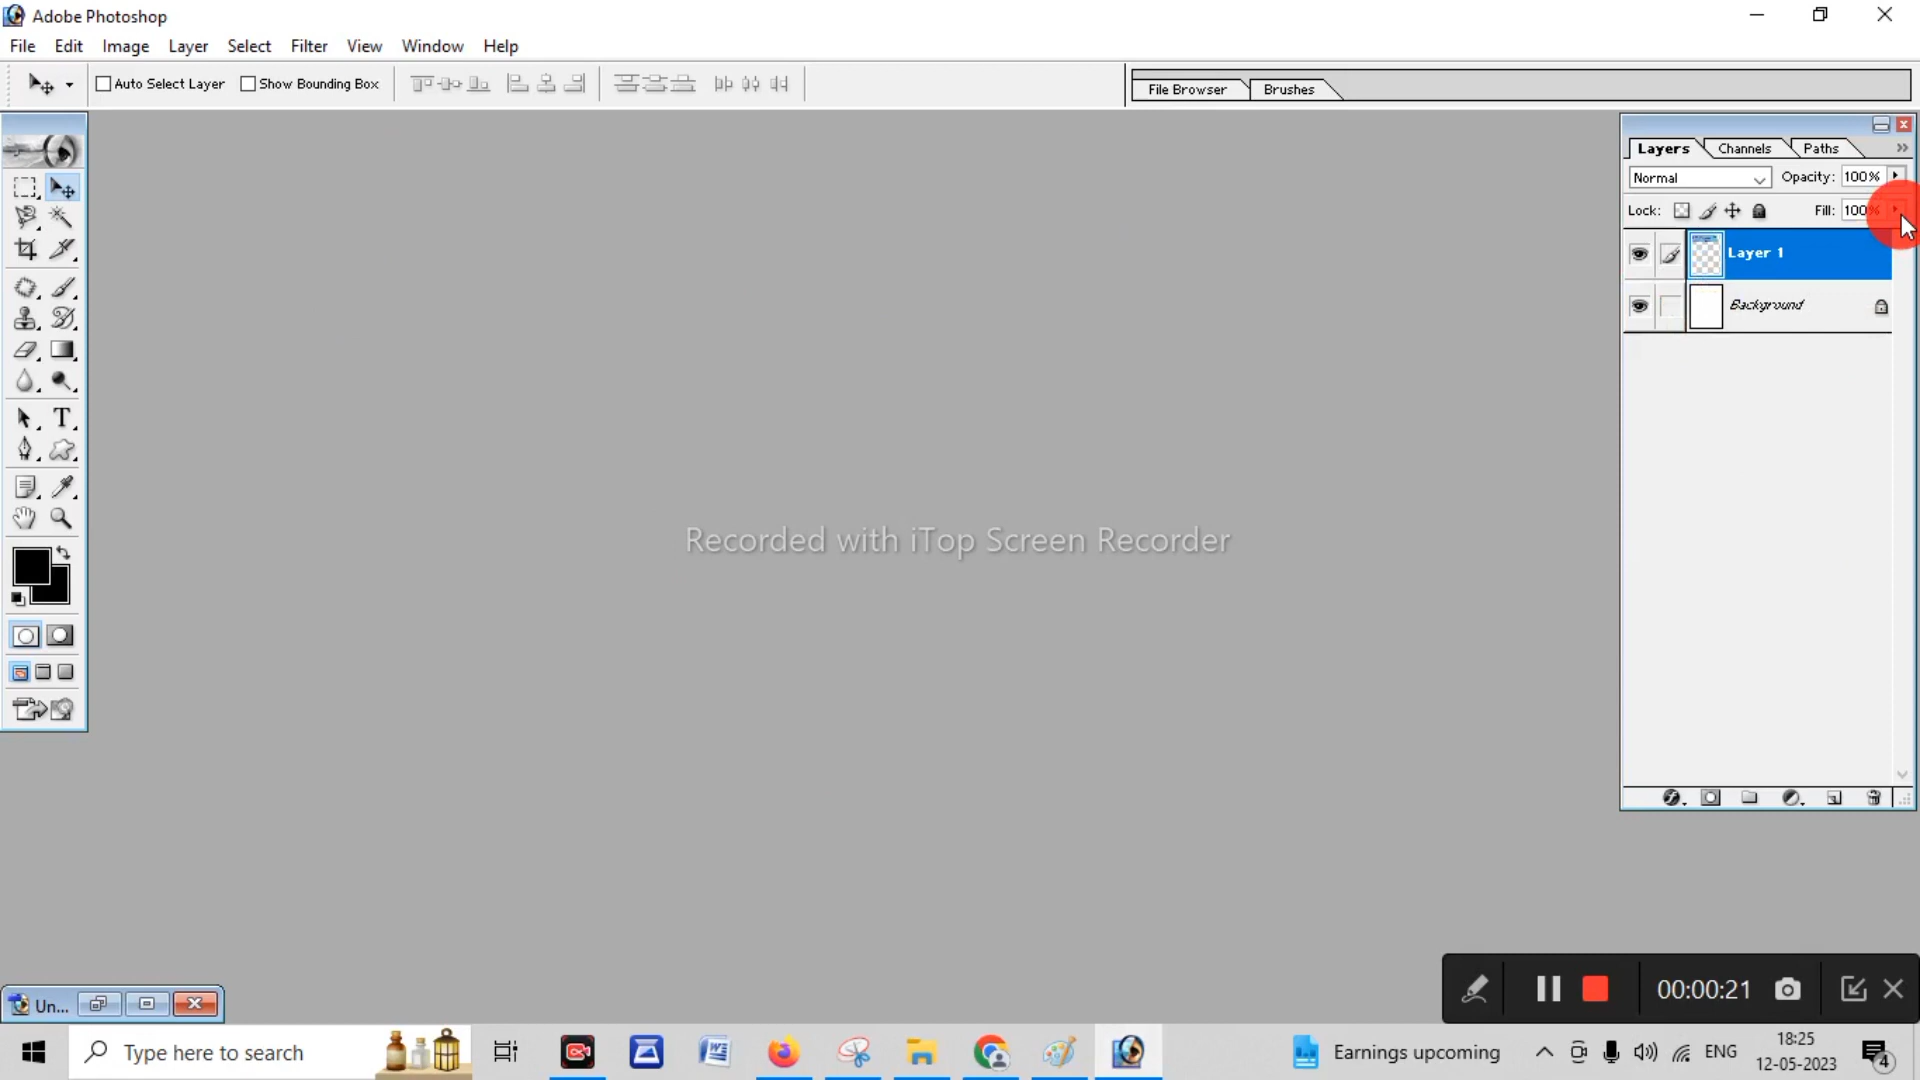 Adobe Photoshop
File Edit Image Layer Select Filter View Window Help
Auto Select Layer Show Bounding Box
File Browser Brushes
Layers Channels Paths
Normal Opacity: 100%
Lock: Fill: 100%
Layer 1
Background
T
Recorded with iTop Screen Recorder
00:00:21
Un...
Type here to search
Earnings upcoming
ENG
18:25
12-05-2023
4